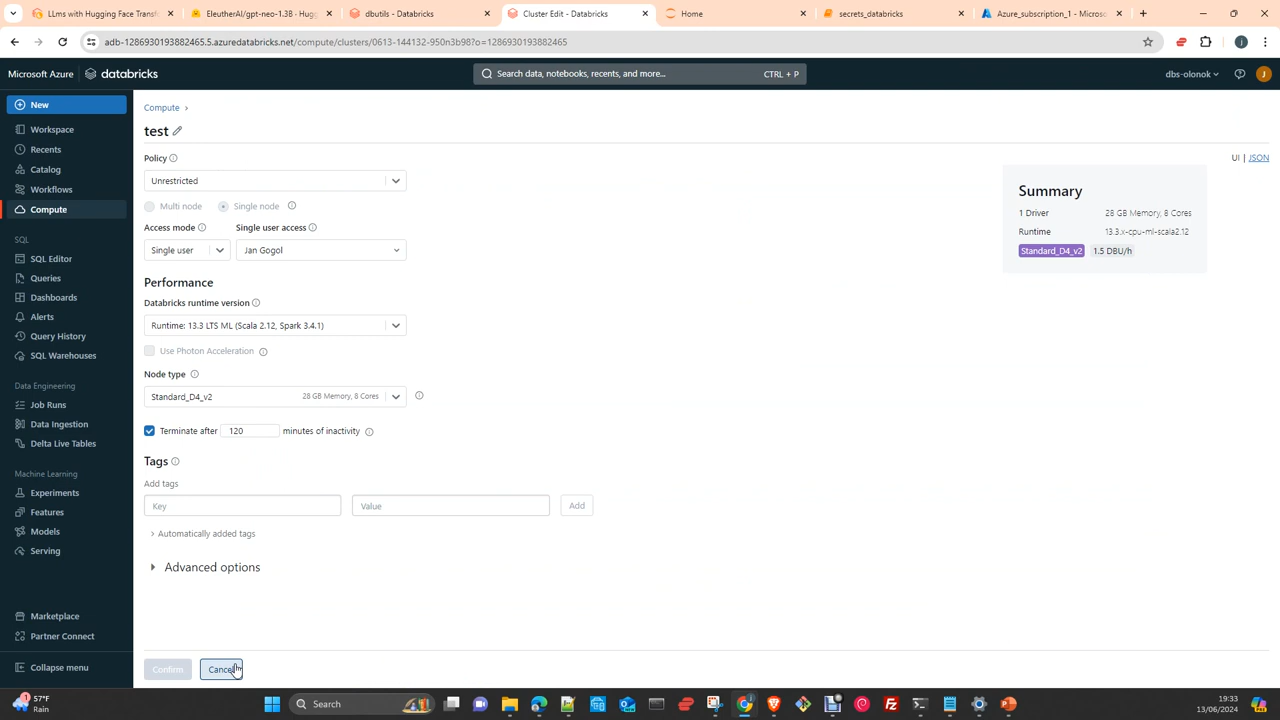 LLms with Hugging Face Transf
EleutherAI/gpt-neo-1.3B · Hugg
dbutils - Databricks
Cluster Edit - Databricks
Home
secrets_databricks
Azure_subscription_1 - Microso
adb-1286930193882465.5.azuredatabricks.net/compute/clusters/0613-144132-950n3b98?o=1286930193882465
Microsoft Azure
databricks
Search data, notebooks, recents, and more...
CTRL + P
dbs-olonok
J
New
Workspace
Recents
Catalog
Workflows
Compute
SQL
SQL Editor
Queries
Dashboards
Alerts
Query History
SQL Warehouses
Data Engineering
Job Runs
Data Ingestion
Delta Live Tables
Machine Learning
Experiments
Features
Models
Serving
Marketplace
Partner Connect
Collapse menu
Compute
test
UI | JSON
Policy
Unrestricted
Multi node Single node
Access mode Single user access
Single user Jan Gogol
Performance
Databricks runtime version
Runtime: 13.3 LTS ML (Scala 2.12, Spark 3.4.1)
Use Photon Acceleration
Node type
Standard_D4_v2 28 GB Memory, 8 Cores
Terminate after 120 minutes of inactivity
Tags
Add tags
Key Value Add
Automatically added tags
Advanced options
Confirm Cancel
Summary
1 Driver 28 GB Memory, 8 Cores
Runtime 13.3.x-cpu-ml-scala2.12
Standard_D4_v2 1.5 DBU/h
57°F
Rain
Search
19:33
13/06/2024